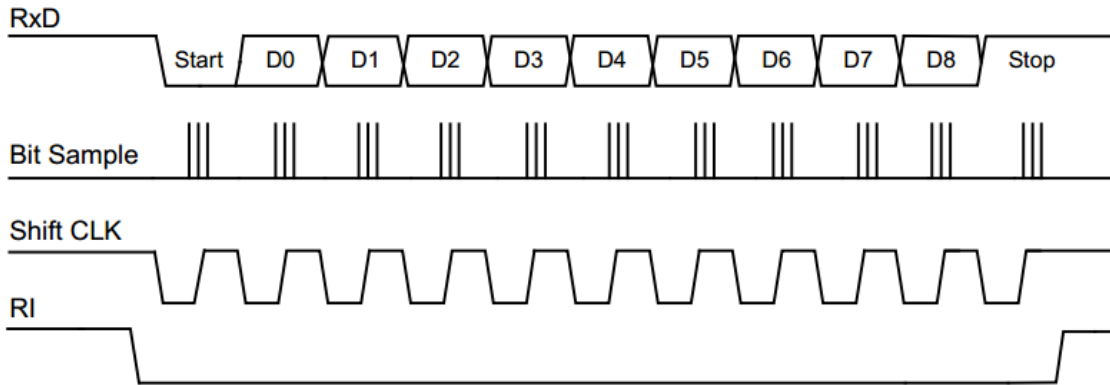 RxD
Start D0 D1 D2 D3 D4 D5 D6 D7 D8 Stop
Bit Sample
Shift CLK
RI